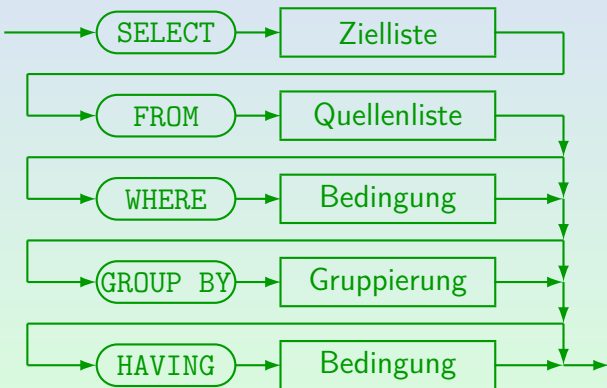 SELECT Zielliste
FROM Quellenliste
WHERE Bedingung
GROUP BY Gruppierung
HAVING Bedingung